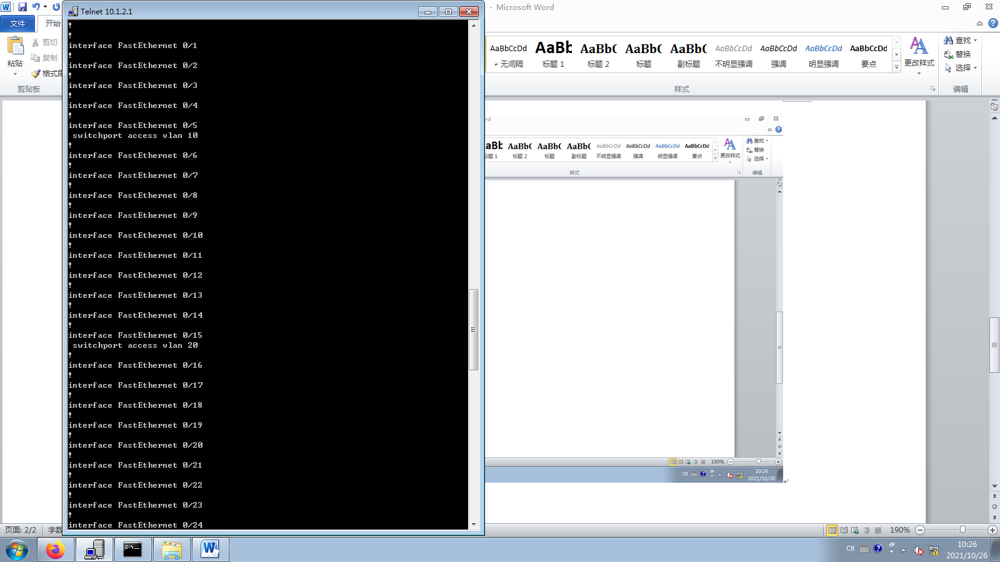 Telnet 10.1.2.1
- Microsoft Word
文件
开始
剪切
复制
格式刷
粘贴
剪贴板
AaBbCcDd
AaBb
AaBbC
AaBbC
AaBbC
AaBbCcDd
AaBbCcDd
AaBbCcDd
AaBbCcDd
无间隔
标题 1
标题 2
标题
副标题
不明显强调
强调
明显强调
要点
更改样式
样式
查找
替换
选择
编辑
!
!
interface FastEthernet 0/1
!
interface FastEthernet 0/2
!
interface FastEthernet 0/3
!
interface FastEthernet 0/4
!
interface FastEthernet 0/5
switchport access vlan 10
!
interface FastEthernet 0/6
!
interface FastEthernet 0/7
!
interface FastEthernet 0/8
!
interface FastEthernet 0/9
!
interface FastEthernet 0/10
!
interface FastEthernet 0/11
!
interface FastEthernet 0/12
!
interface FastEthernet 0/13
!
interface FastEthernet 0/14
!
interface FastEthernet 0/15
switchport access vlan 20
!
interface FastEthernet 0/16
!
interface FastEthernet 0/17
!
interface FastEthernet 0/18
!
interface FastEthernet 0/19
!
interface FastEthernet 0/20
!
interface FastEthernet 0/21
!
interface FastEthernet 0/22
!
interface FastEthernet 0/23
!
interface FastEthernet 0/24
AaBbC
AaBbC
AaBbC
AaBbCcDd
AaBbCcDd
AaBbCcDd
AaBbCcDd
标题 2
标题
副标题
不明显强调
强调
明显强调
要点
更改样式
样式
查找
替换
选择
编辑
190%
CH
10:26
2021/10/26
页面: 2/2
字数
190%
CH
10:26
2021/10/26